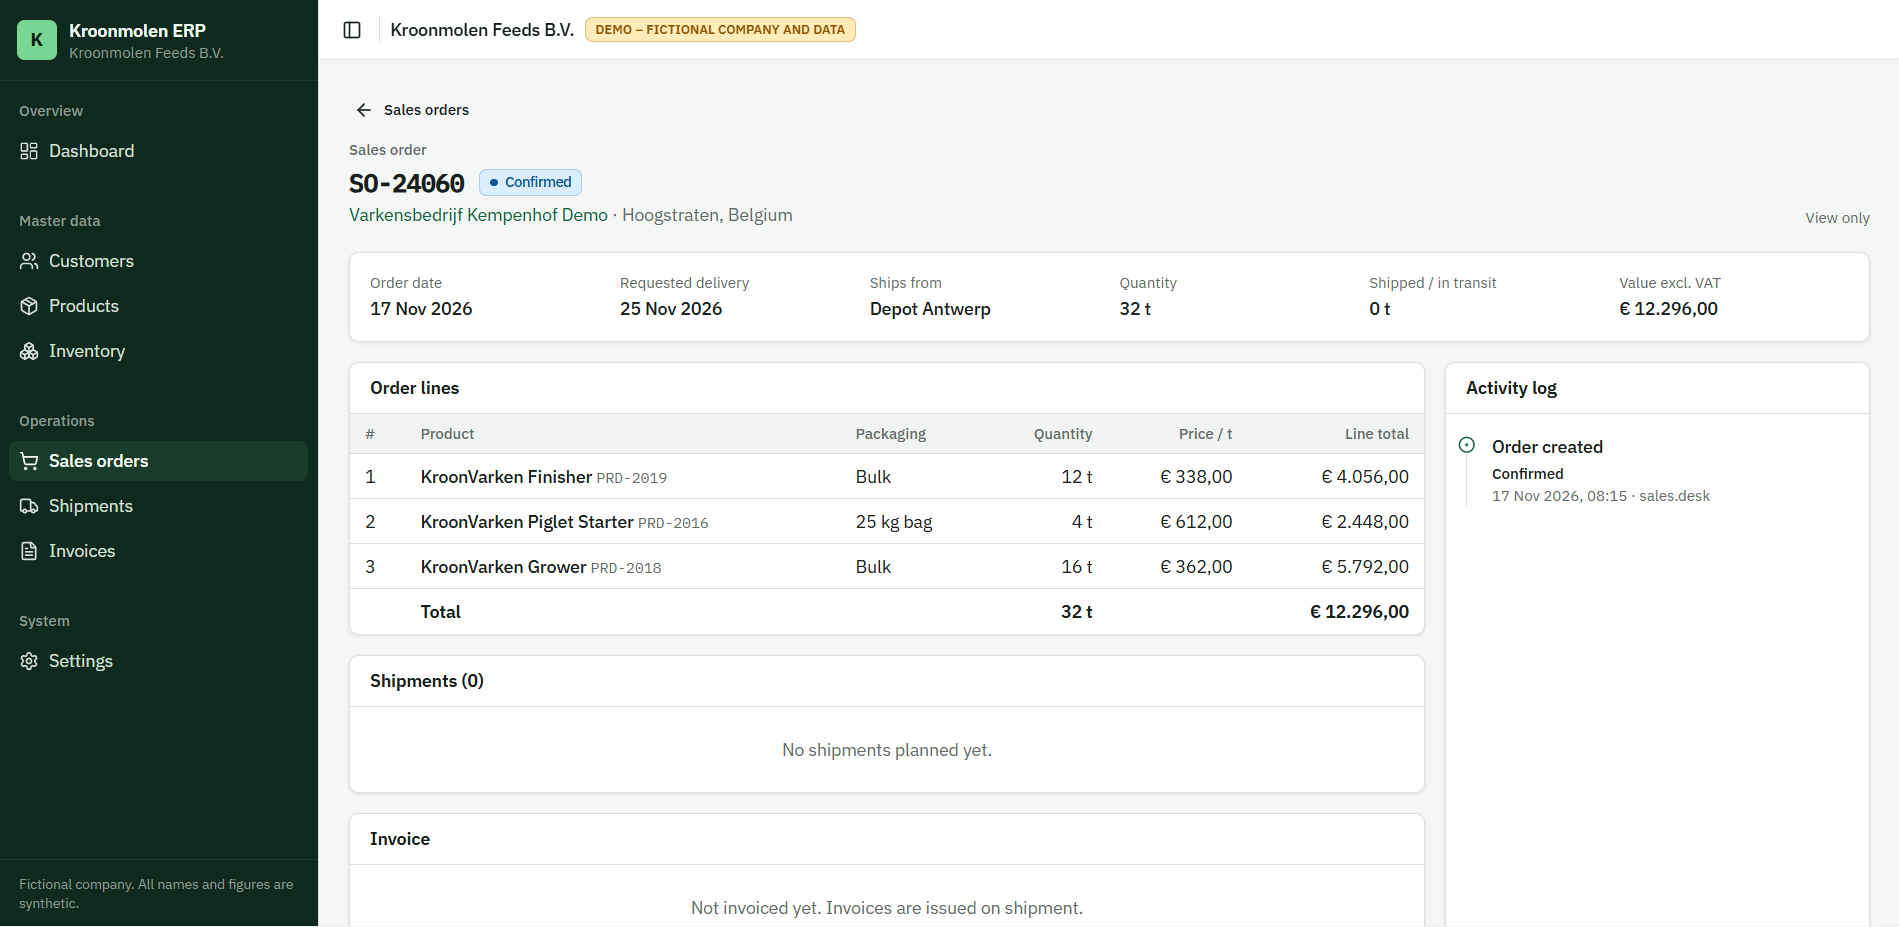 K
Kroonmolen ERP
Kroonmolen Feeds B.V.
Overview
Dashboard
Master data
Customers
Products
Inventory
Operations
Sales orders
Shipments
Invoices
System
Settings
Fictional company. All names and figures are
synthetic.
Kroonmolen Feeds B.V. DEMO – FICTIONAL COMPANY AND DATA
Sales orders
Sales order
SO-24060 Confirmed
Varkensbedrijf Kempenhof Demo · Hoogstraten, Belgium
View only
Order date Requested delivery Ships from Quantity Shipped / in transit Value excl. VAT
17 Nov 2026 25 Nov 2026 Depot Antwerp 32 t 0 t € 12.296,00
Order lines
# Product Packaging Quantity Price / t Line total
1 KroonVarken Finisher PRD-2019 Bulk 12 t € 338,00 € 4.056,00
2 KroonVarken Piglet Starter PRD-2016 25 kg bag 4 t € 612,00 € 2.448,00
3 KroonVarken Grower PRD-2018 Bulk 16 t € 362,00 € 5.792,00
Total 32 t € 12.296,00
Shipments (0)
No shipments planned yet.
Invoice
Not invoiced yet. Invoices are issued on shipment.
Activity log
Order created
Confirmed
17 Nov 2026, 08:15 · sales.desk